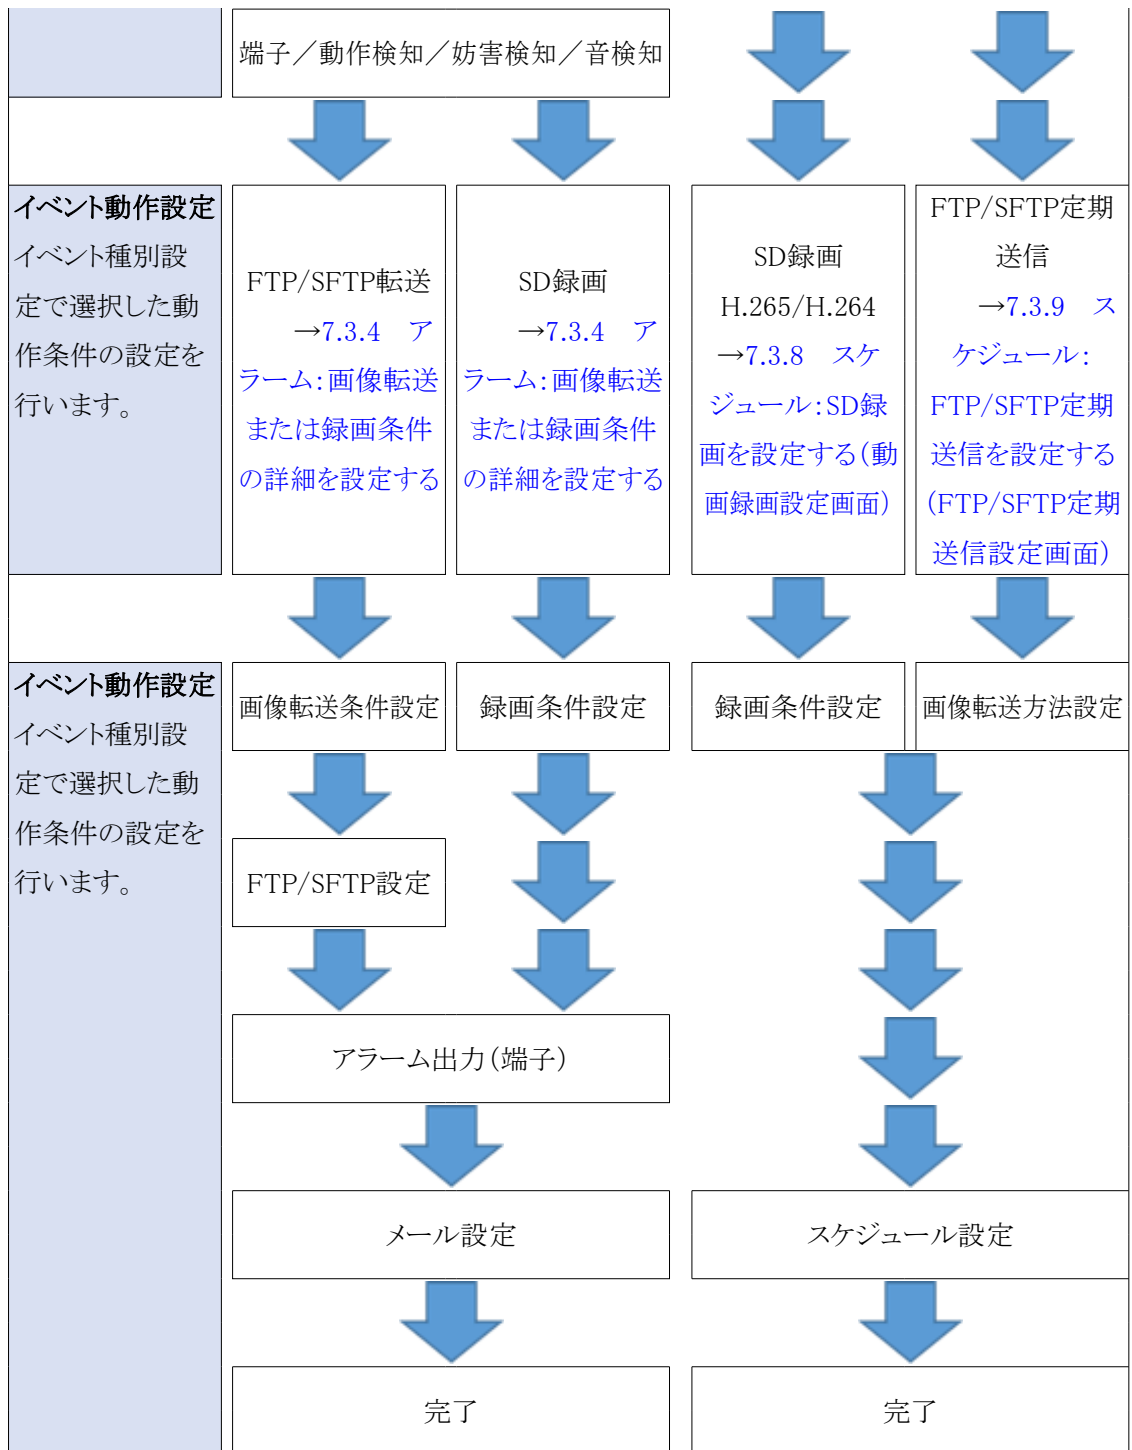 端子／動作検知／妨害検知／音検知
イベント動作設定
イベント種別設
定で選択した動
作条件の設定を
行います。
FTP/SFTP転送
→7.3.4　ア
ラーム：画像転送
または録画条件
の詳細を設定する
SD録画
→7.3.4　ア
ラーム：画像転送
または録画条件
の詳細を設定する
SD録画
H.265/H.264
→7.3.8　スケ
ジュール：SD録
画を設定する（動
画録画設定画面）
FTP/SFTP定期
送信
→7.3.9　ス
ケジュール：
FTP/SFTP定期
送信を設定する
（FTP/SFTP定期
送信設定画面）
イベント動作設定
イベント種別設
定で選択した動
作条件の設定を
行います。
画像転送条件設定
録画条件設定
録画条件設定
画像転送方法設定
FTP/SFTP設定
アラーム出力（端子）
メール設定
スケジュール設定
完了
完了